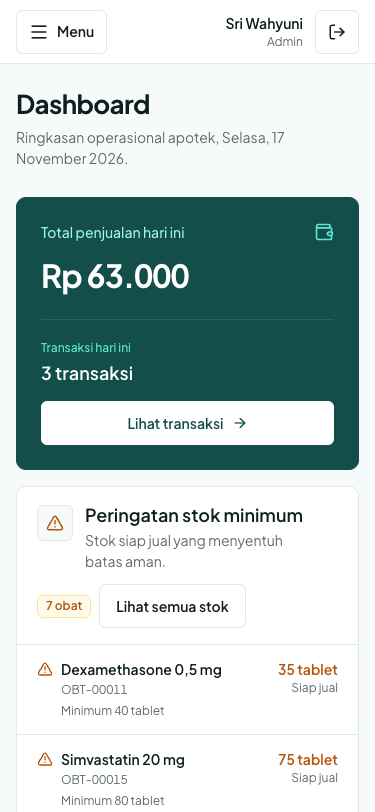 Menu
Sri Wahyuni
Admin
Dashboard
Ringkasan operasional apotek, Selasa, 17
November 2026.
Total penjualan hari ini
Rp 63.000
Transaksi hari ini
3 transaksi
Lihat transaksi
Peringatan stok minimum
Stok siap jual yang menyentuh
batas aman.
7 obat
Lihat semua stok
Dexamethasone 0,5 mg
35 tablet
OBT-00011
Siap jual
Minimum 40 tablet
Simvastatin 20 mg
75 tablet
OBT-00015
Siap jual
Minimum 80 tablet